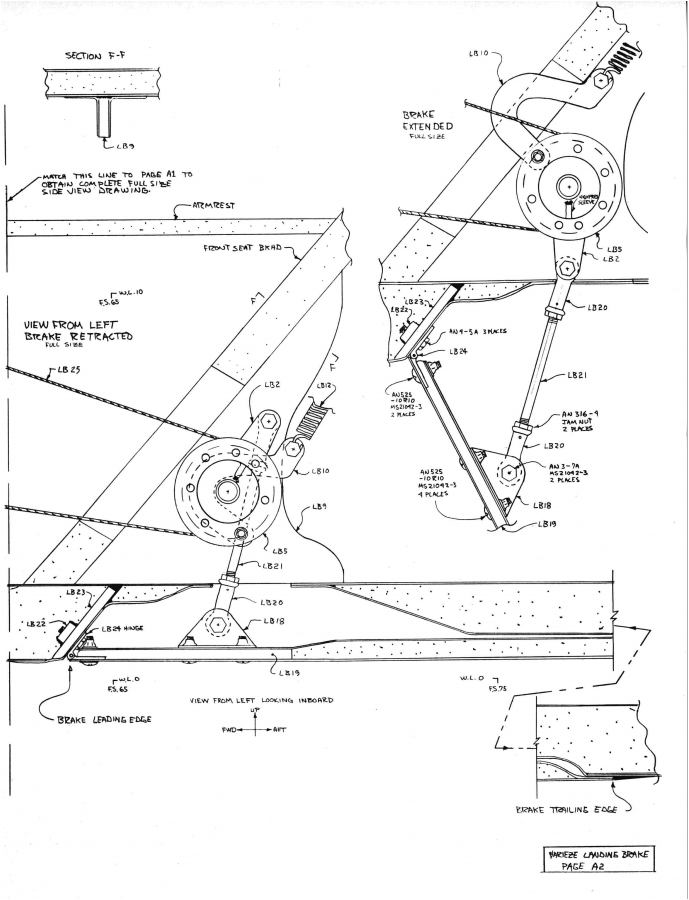 SECTION F-F
LB9
MATCH THIS LINE TO PAGE A1 TO
OBTAIN COMPLETE FULL SIZE
SIDE VIEW DRAWING.
ARMREST
FRONT SEAT BKHD
W.L.10
F.S.65
F
F
VIEW FROM LEFT
BRAKE RETRACTED
FULL SIZE
LB25
LB2
LB12
LB10
LB9
LB5
LB21
LB20
LB18
LB23
LB22
LB24 HINGE
LB19
W.L.0
F.S.65
BRAKE LEADING EDGE
VIEW FROM LEFT LOOKING INBOARD
UP
FWD
AFT
W.L.0
F.S.75
LB10
BRAKE
EXTENDED
FULL SIZE
SLEEVE
LB5
LB2
LB23
LB22
LB20
AN4-5A 3 PLACES
LB24
AN525
-10R10
MS21042-3
2 PLACES
LB21
AN316-4
JAM NUT
2 PLACES
LB20
AN3-7A
MS21042-3
2 PLACES
AN525
-10R10
MS21042-3
4 PLACES
LB18
LB19
BRAKE TRAILING EDGE
VARIEZE LANDING BRAKE
PAGE A2